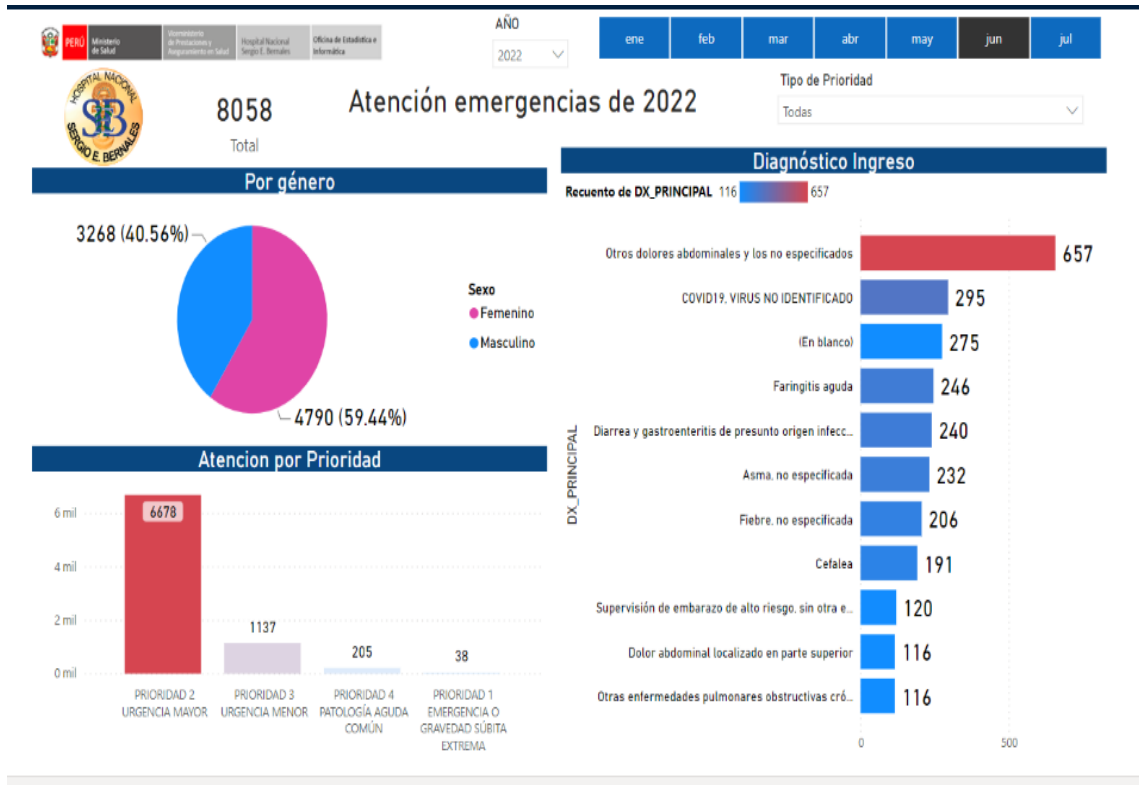 PERÚ
Ministerio
de Salud
Viceministerio
de Prestaciones y
Aseguramiento en Salud
Hospital Nacional
Sergio E. Bernales
Oficina de Estadística e
Informática
AÑO
2022
ene
feb
mar
abr
may
jun
jul
HOSPITAL NACIONAL
SEB
SERGIO E. BERNALES
8058
Total
Atención emergencias de 2022
Tipo de Prioridad
Todas
Por género
3268 (40.56%)
Sexo
Femenino
Masculino
4790 (59.44%)
Atencion por Prioridad
6 mil
4 mil
2 mil
0 mil
6678
1137
205
38
PRIORIDAD 2
URGENCIA MAYOR
PRIORIDAD 3
URGENCIA MENOR
PRIORIDAD 4
PATOLOGÍA AGUDA
COMÚN
PRIORIDAD 1
EMERGENCIA O
GRAVEDAD SÚBITA
EXTREMA
Diagnóstico Ingreso
Recuento de DX_PRINCIPAL 116 657
DX_PRINCIPAL
Otros dolores abdominales y los no especificados 657
COVID19, VIRUS NO IDENTIFICADO 295
(En blanco) 275
Faringitis aguda 246
Diarrea y gastroenteritis de presunto origen infecc... 240
Asma, no especificada 232
Fiebre, no especificada 206
Cefalea 191
Supervisión de embarazo de alto riesgo, sin otra e... 120
Dolor abdominal localizado en parte superior 116
Otras enfermedades pulmonares obstructivas cró... 116
0 500